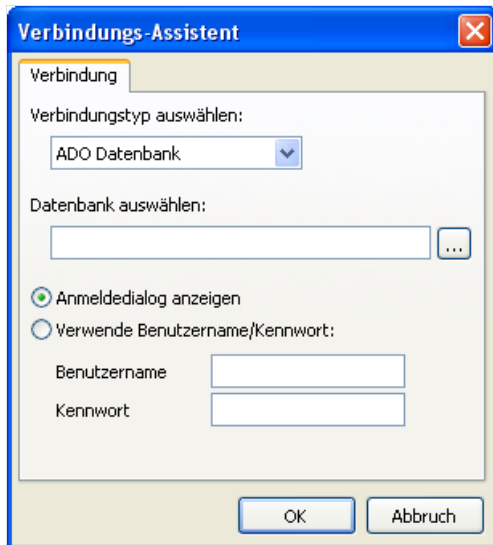 Verbindungs-Assistent
Verbindung
Verbindungstyp auswählen:
ADO Datenbank
Datenbank auswählen:
...
Anmeldedialog anzeigen
Verwende Benutzername/Kennwort:
Benutzername
Kennwort
OK Abbruch